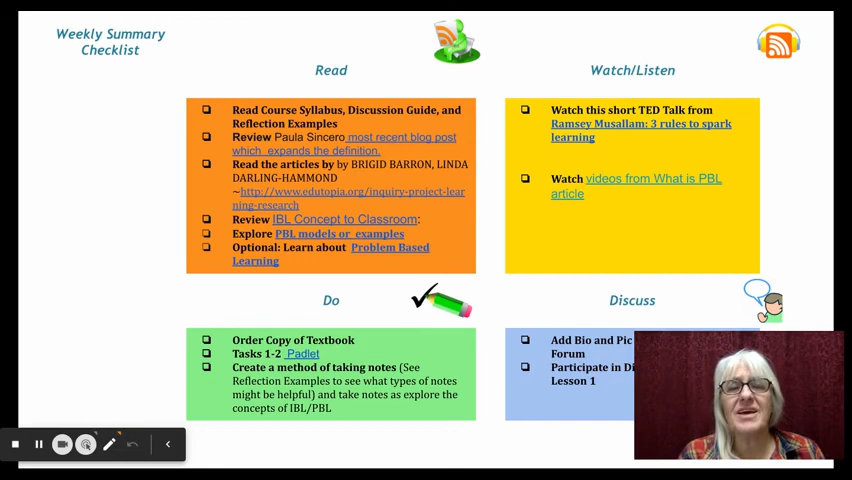 Weekly Summary
Checklist
Read
Watch/Listen
Read Course Syllabus, Discussion Guide, and
Reflection Examples
Review Paula Sincero most recent blog post
which expands the definition.
Read the articles by by BRIGID BARRON, LINDA
DARLING-HAMMOND
~http://www.edutopia.org/inquiry-project-lear
ning-research
Review IBL Concept to Classroom:
Explore PBL models or examples
Optional: Learn about Problem Based
Learning
Watch this short TED Talk from
Ramsey Musallam: 3 rules to spark
learning
Watch videos from What is PBL
article
Do
Discuss
Order Copy of Textbook
Tasks 1-2 Padlet
Create a method of taking notes (See
Reflection Examples to see what types of notes
might be helpful) and take notes as explore the
concepts of IBL/PBL
Add Bio and Pic
Forum
Participate in Di
Lesson 1